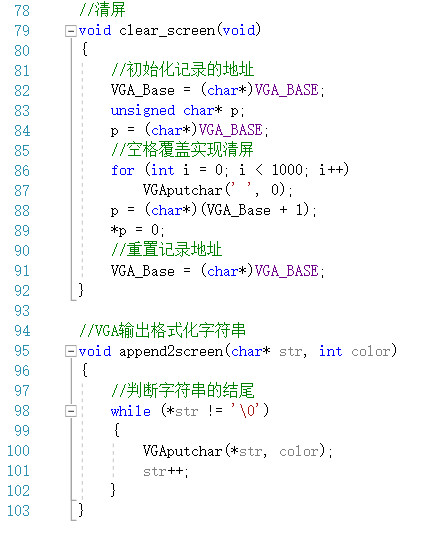 78 //清屏
79 void clear_screen(void)
80 {
81 //初始化记录的地址
82 VGA_Base = (char*)VGA_BASE;
83 unsigned char* p;
84 p = (char*)VGA_BASE;
85 //空格覆盖实现清屏
86 for (int i = 0; i < 1000; i++)
87 VGAputchar(' ', 0);
88 p = (char*)(VGA_Base + 1);
89 *p = 0;
90 //重置记录地址
91 VGA_Base = (char*)VGA_BASE;
92 }
93
94 //VGA输出格式化字符串
95 void append2screen(char* str, int color)
96 {
97 //判断字符串的结尾
98 while (*str != '\0')
99 {
100 VGAputchar(*str, color);
101 str++;
102 }
103 }